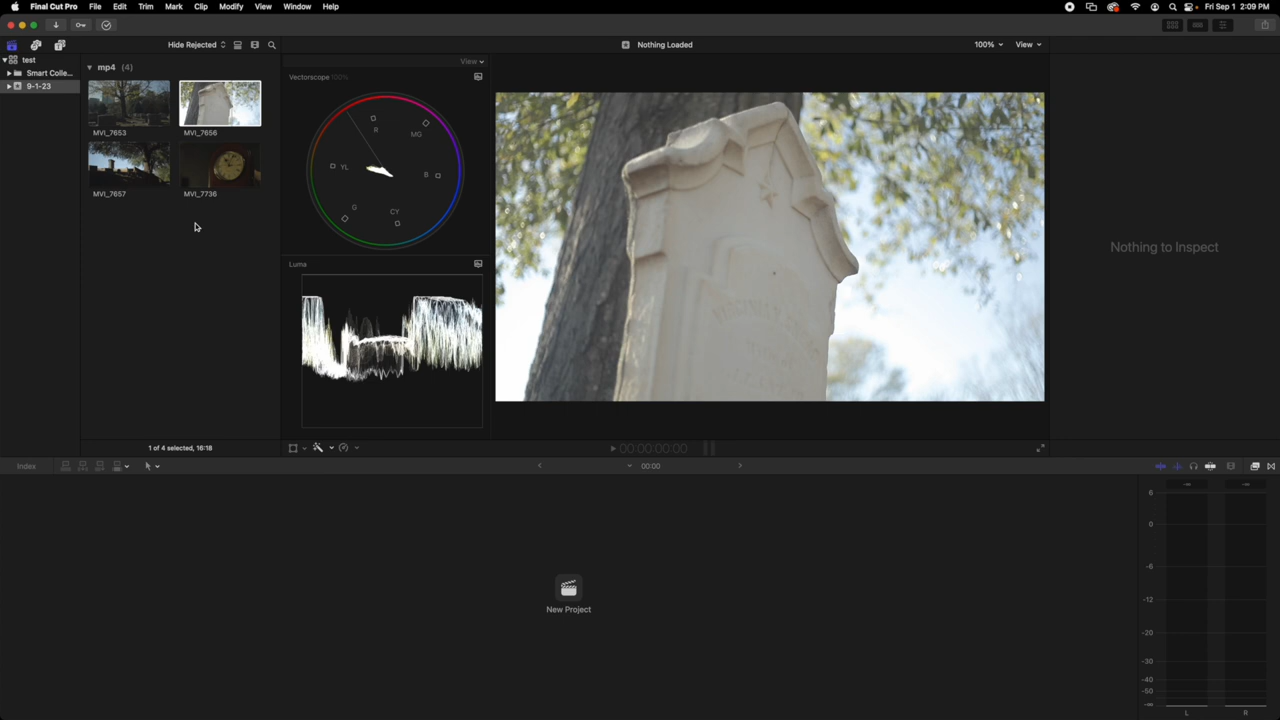 Final Cut Pro File Edit Trim Mark Clip Modify View Window Help Fri Sep 1 2:09 PM
Hide Rejected Nothing Loaded 100% View
test
Smart Colle...
9-1-23
mp4 (4)
MVI_7653 MVI_7656
MVI_7657 MVI_7736
1 of 4 selected, 16:18
View
Vectorscope 100%
R MG
YL B
G CY
Luma
Nothing to Inspect
00:00:00:00
Index 00:00
New Project
-∞ -∞
6
0
-6
-12
-20
-30
-40
-50
-∞
L R